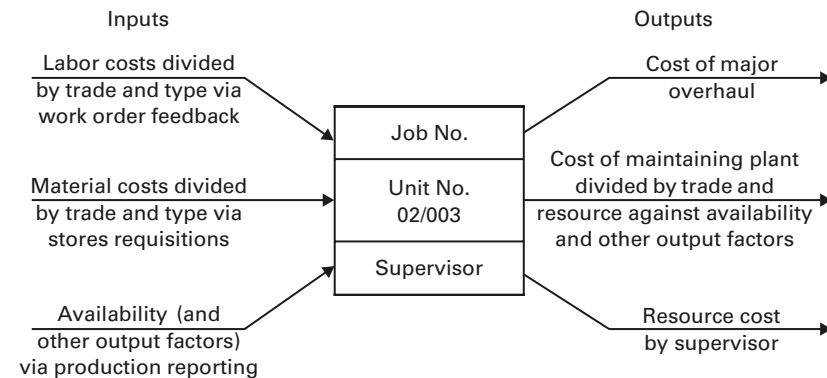 Inputs
Outputs
Labor costs divided
by trade and type via
work order feedback
Cost of major
overhaul
Job No.
Material costs divided
by trade and type via
stores requisitions
Unit No.
02/003
Cost of maintaining plant
divided by trade and
resource against availability
and other output factors
Supervisor
Availability (and
other output factors)
via production reporting
Resource cost
by supervisor